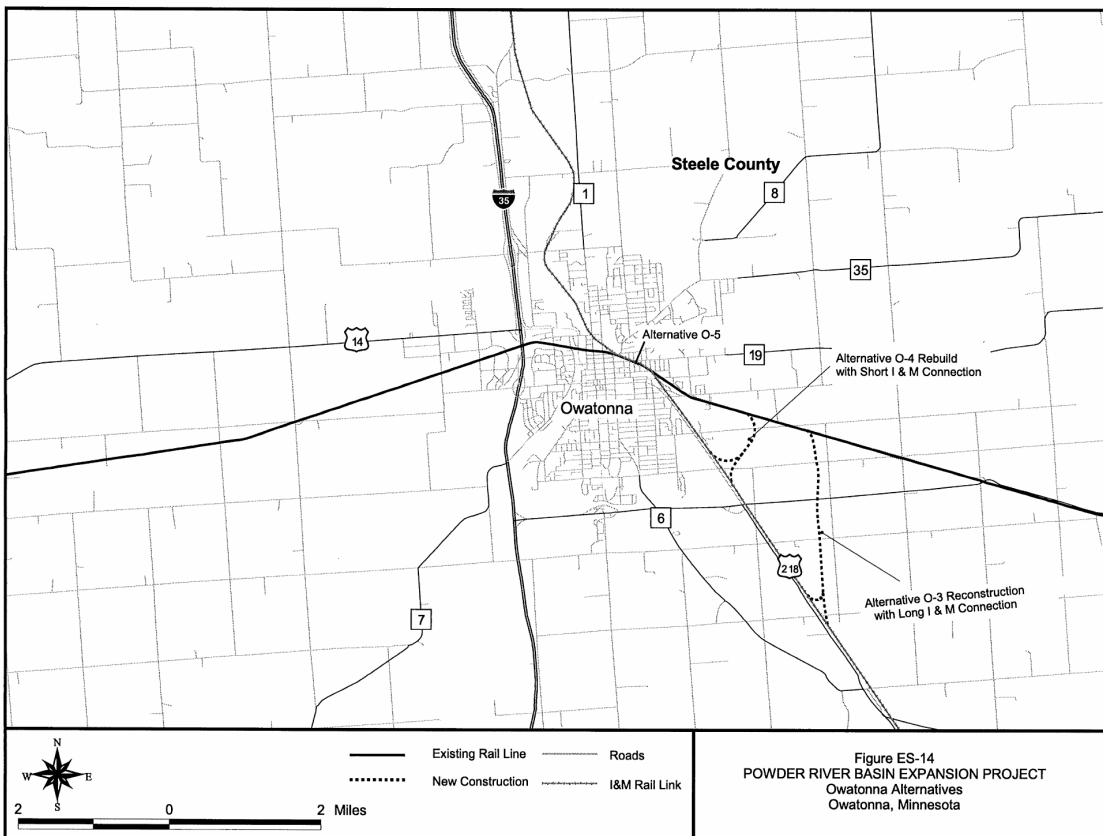 Steele County
1
8
35
35
14
Alternative O-5
19
Alternative O-4 Rebuild
with Short I & M Connection
Owatonna
6
218
Alternative O-3 Reconstruction
with Long I & M Connection
7
N
W E
S
2 0 2 Miles
Existing Rail Line
Roads
New Construction
I&M Rail Link
Figure ES-14
POWDER RIVER BASIN EXPANSION PROJECT
Owatonna Alternatives
Owatonna, Minnesota